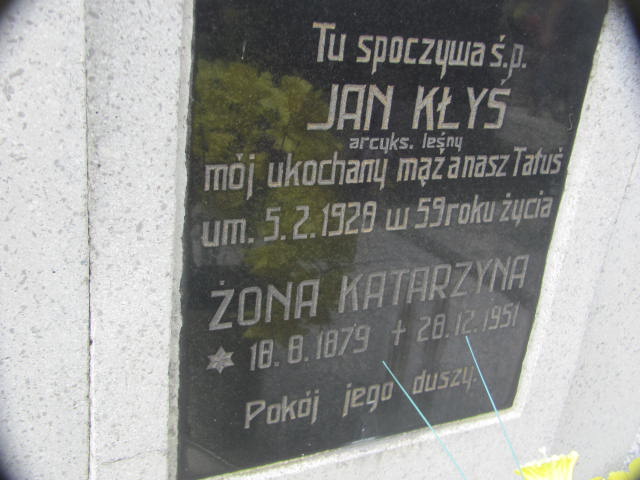 Tu spoczywa ś.p.
JAN KŁYŚ
arcyks. leśny
mój ukochany mąż a nasz Tatuś
um. 5.2.1928 w 59 roku życia
ŻONA KATARZYNA
18.8.1879 + 28.12.1951
Pokój jego duszy.